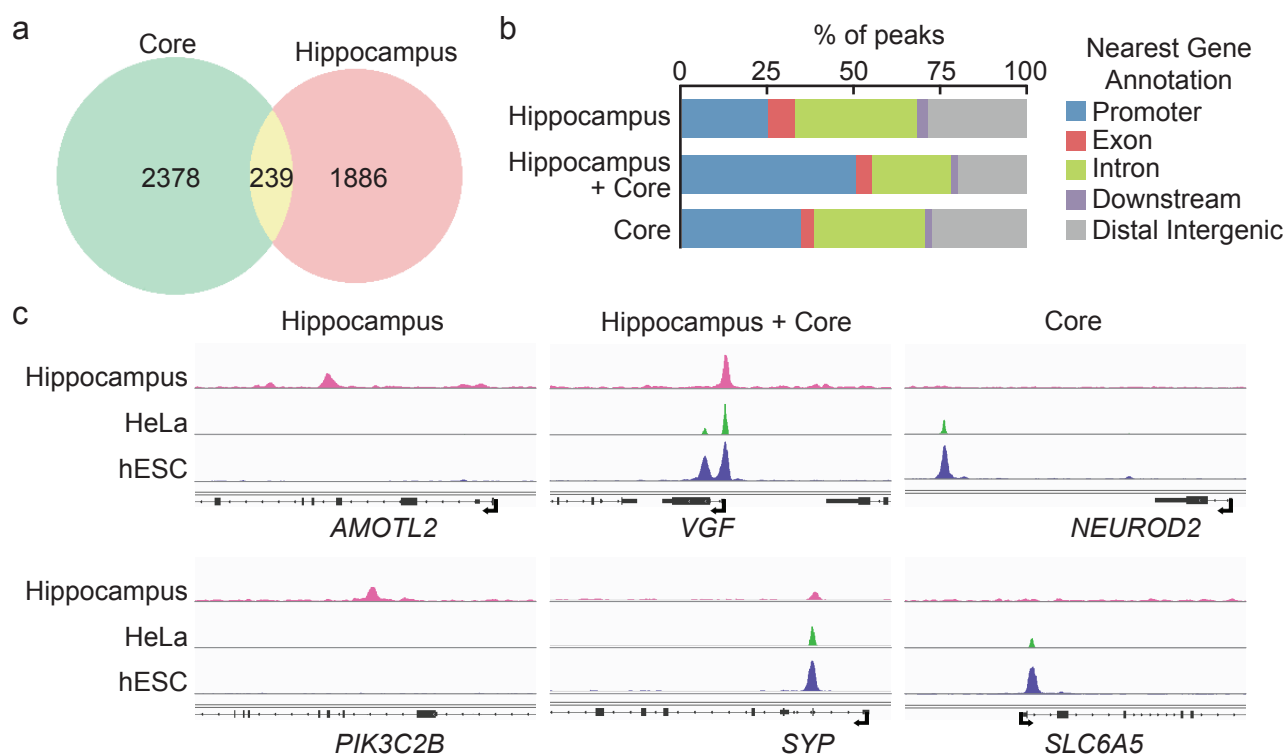 a
Core
Hippocampus
2378
239
1886
b
% of peaks
0 25 50 75 100
Hippocampus
Hippocampus
+ Core
Core
Nearest Gene
Annotation
Promoter
Exon
Intron
Downstream
Distal Intergenic
c
Hippocampus
Hippocampus + Core
Core
Hippocampus
HeLa
hESC
AMOTL2
VGF
NEUROD2
Hippocampus
HeLa
hESC
PIK3C2B
SYP
SLC6A5